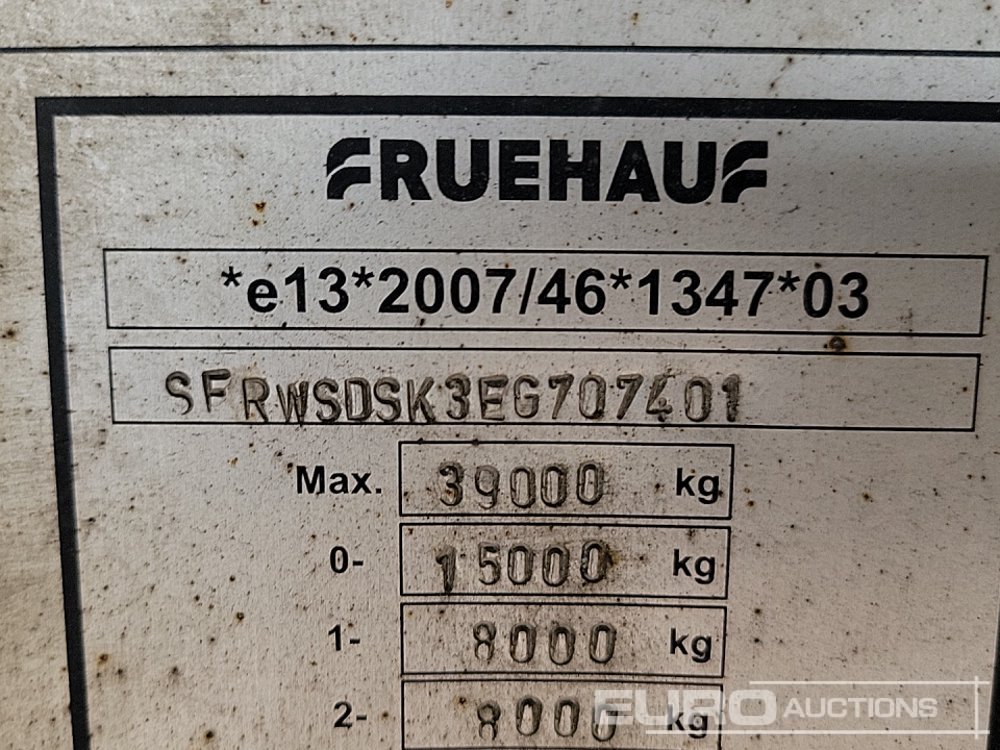 FRUEHAUF
*e13*2007/46*1347*03
SFRWSDSK3EG707401
Max. 39000 kg
0- 15000 kg
1- 8000 kg
2- 8000 kg
EURO AUCTIONS